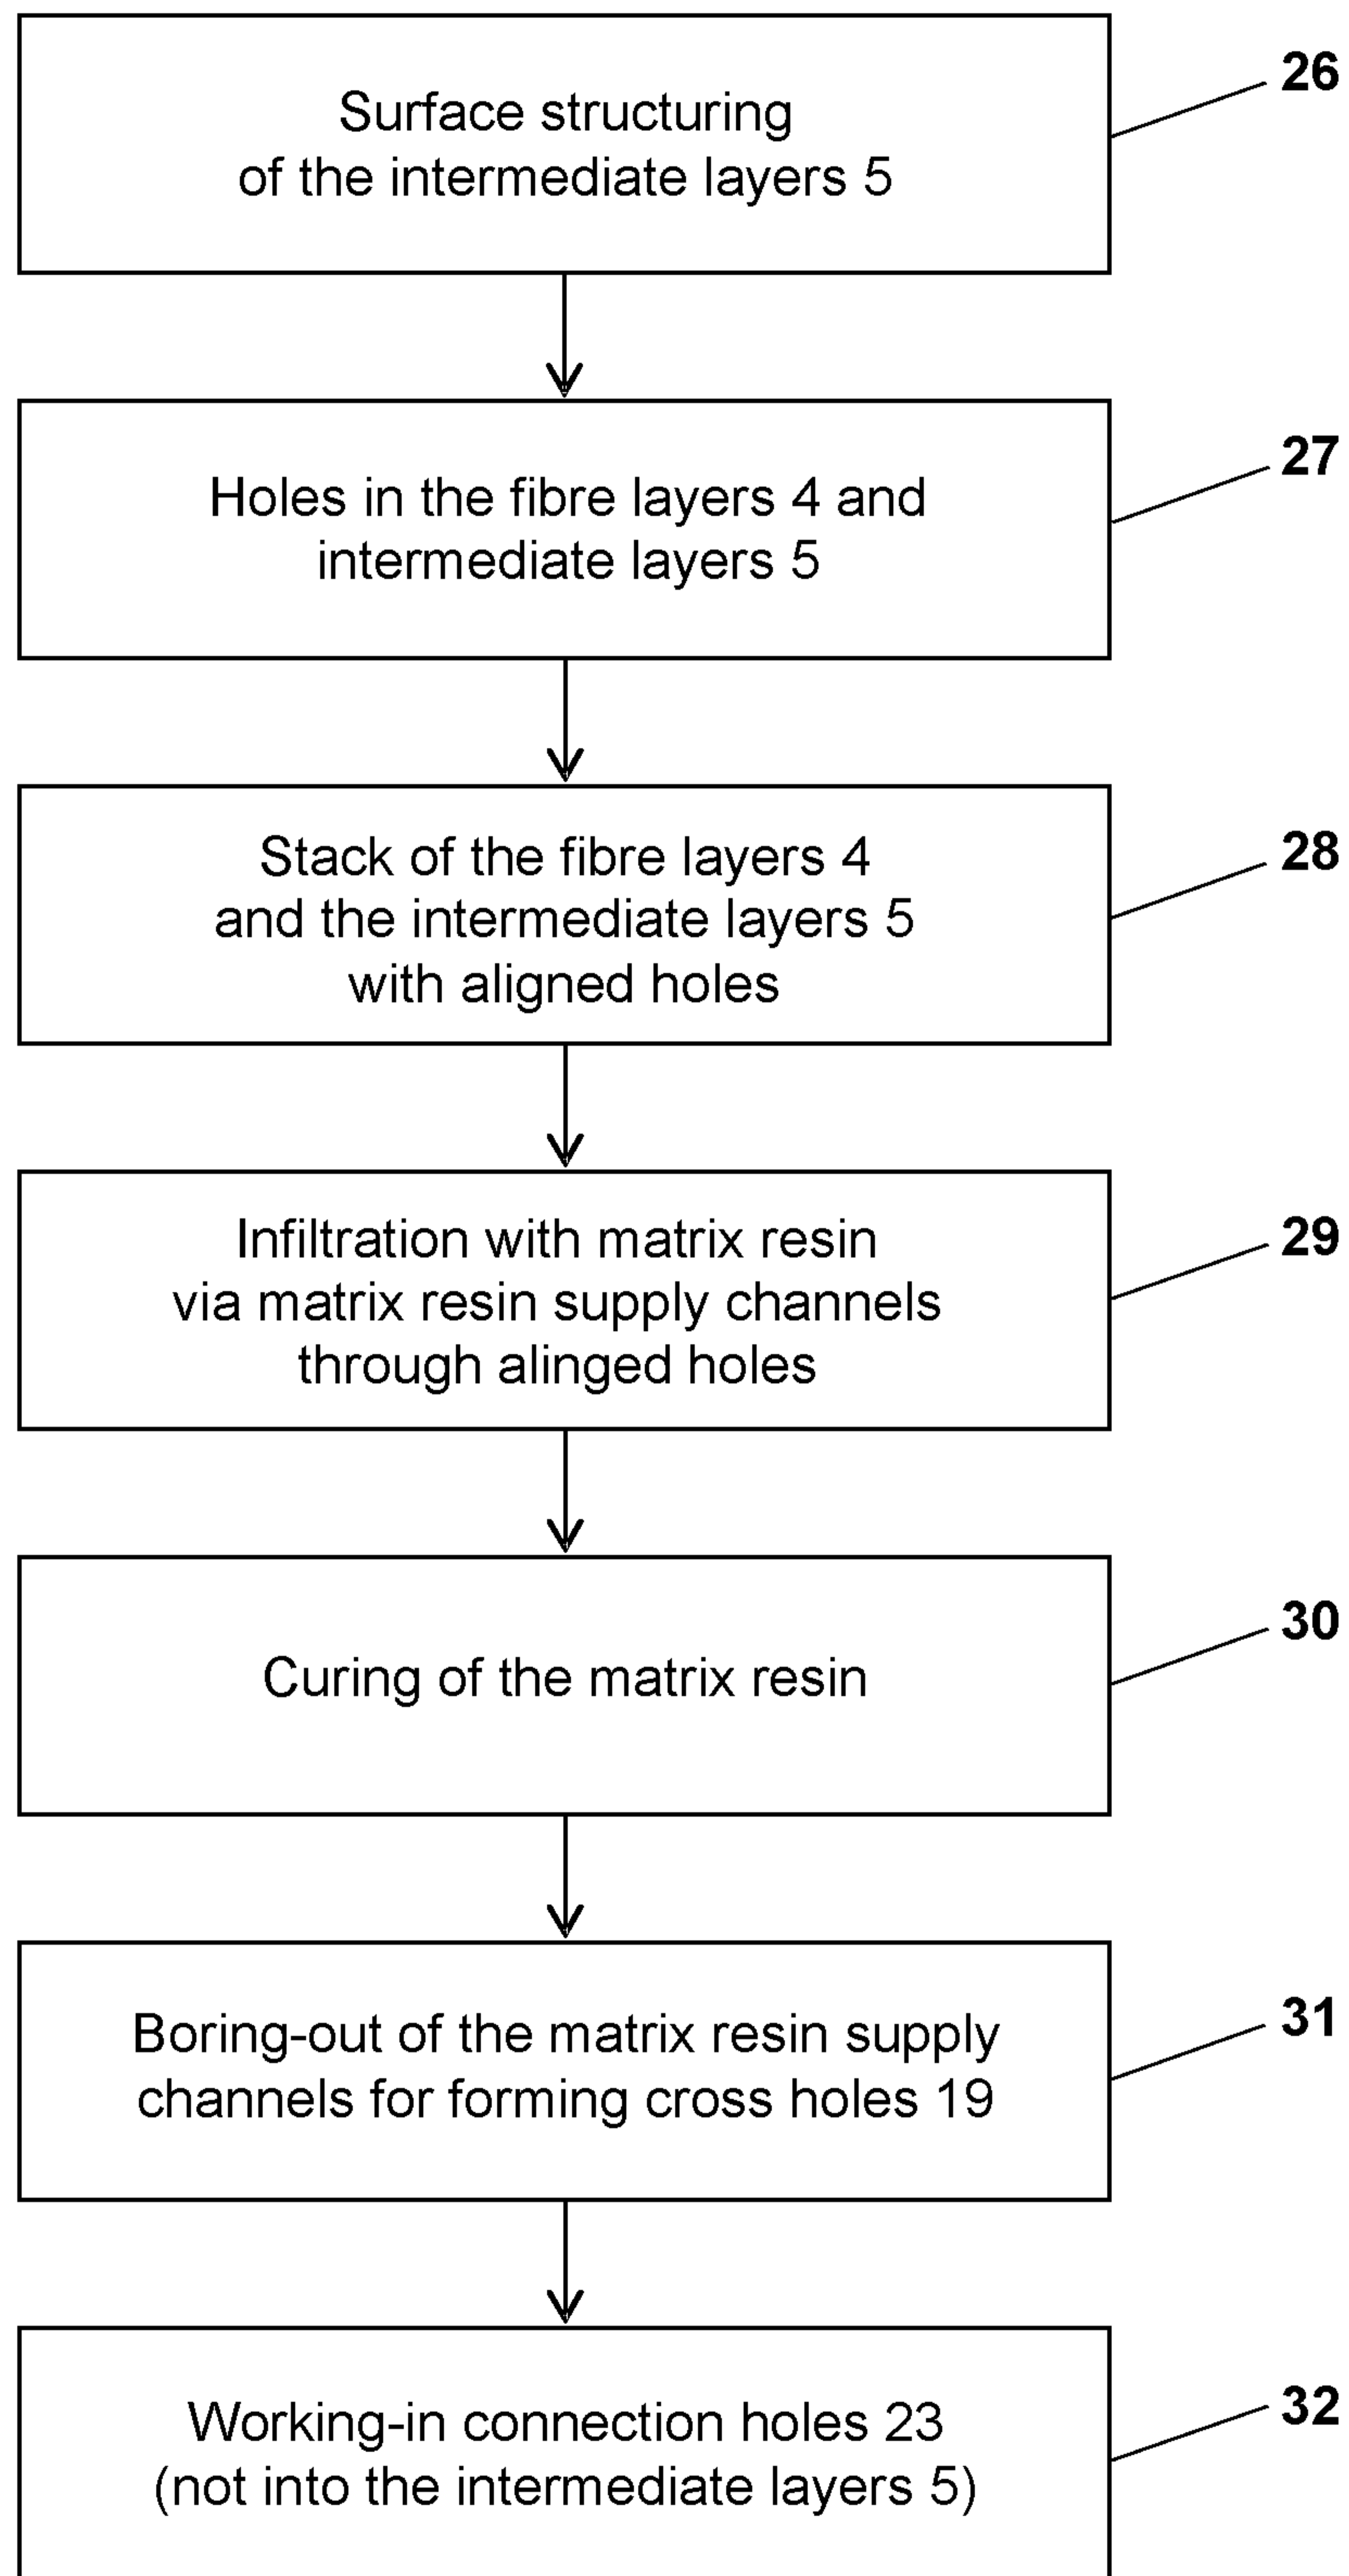 Surface structuring
of the intermediate layers 5
26
Holes in the fibre layers 4 and
intermediate layers 5
27
Stack of the fibre layers 4
and the intermediate layers 5
with aligned holes
28
Infiltration with matrix resin
via matrix resin supply channels
through alinged holes
29
Curing of the matrix resin
30
Boring-out of the matrix resin supply
channels for forming cross holes 19
31
Working-in connection holes 23
(not into the intermediate layers 5)
32